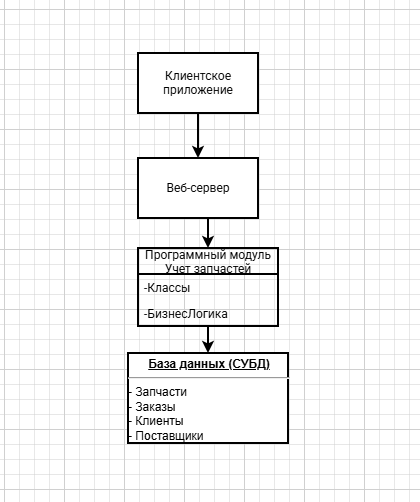 Клиентское
приложение
Веб-сервер
Программный модуль
Учет запчастей
-Классы
-БизнесЛогика
База данных (СУБД)
- Запчасти
- Заказы
- Клиенты
- Поставщики